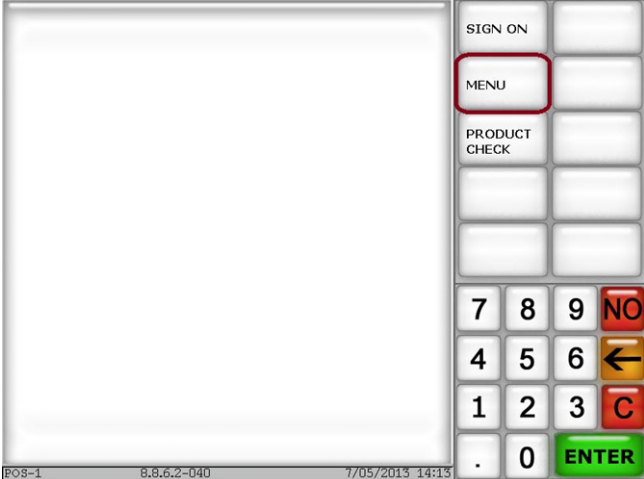 SIGN ON
MENU
PRODUCT
CHECK
7 8 9 NO
4 5 6 ←
1 2 3 C
. 0 ENTER
POS-1 8.8.6.2-040 7/05/2013 14:13